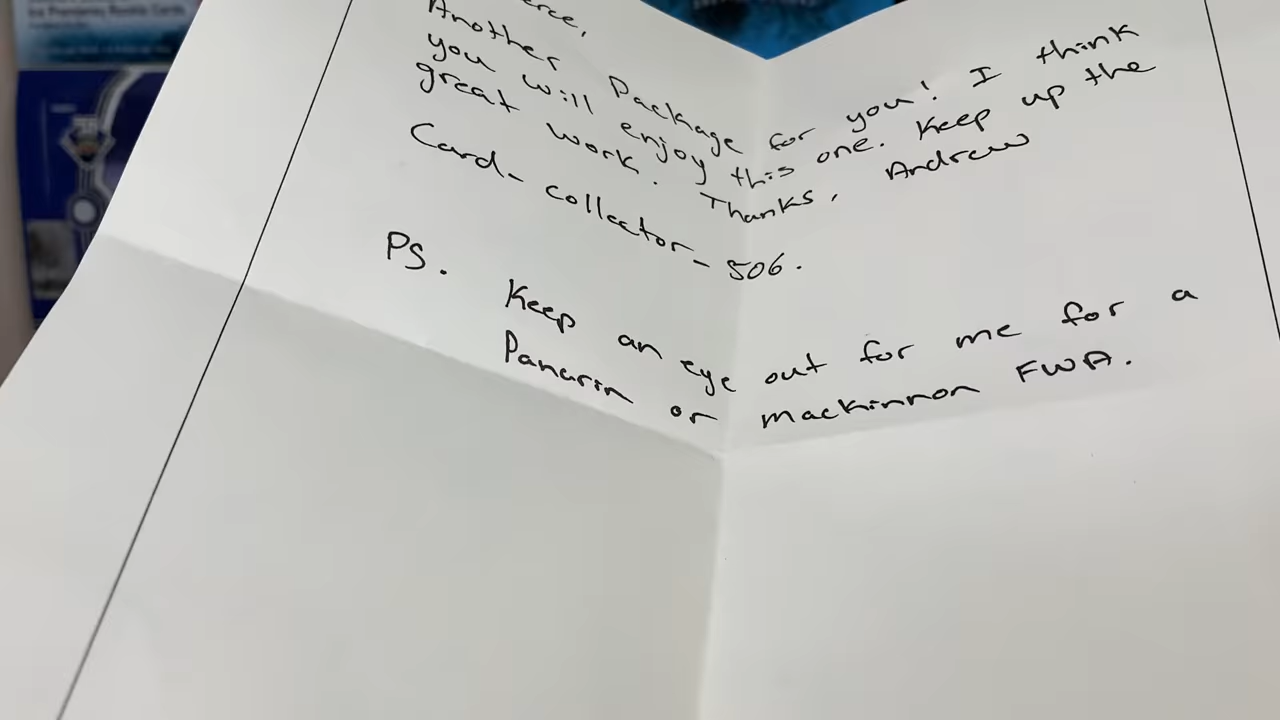 Another Package for you! I think
you will enjoy this one. Keep up the
great work. Thanks, Andrew
Card-collector-506.
PS. Keep an eye out for me for a
Panarin or mackinnon FWA.